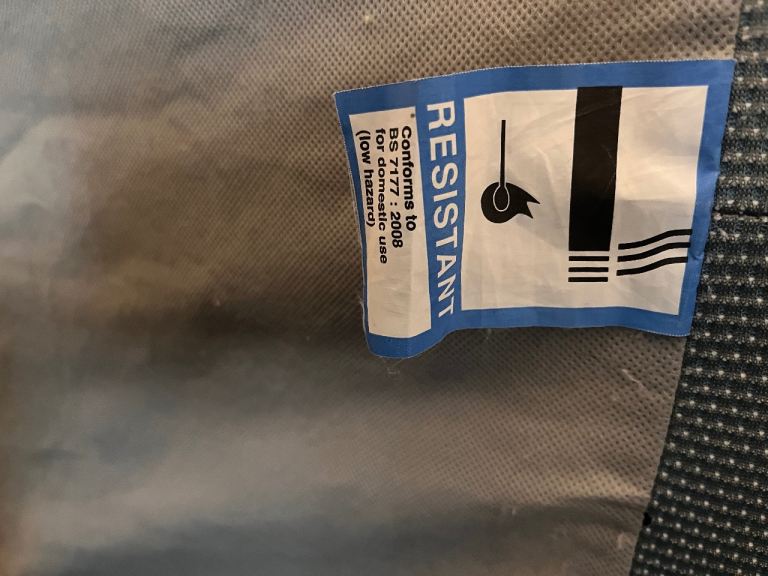 RESISTANT
Conforms to
BS 7177 : 2008
for domestic use
(low hazard)